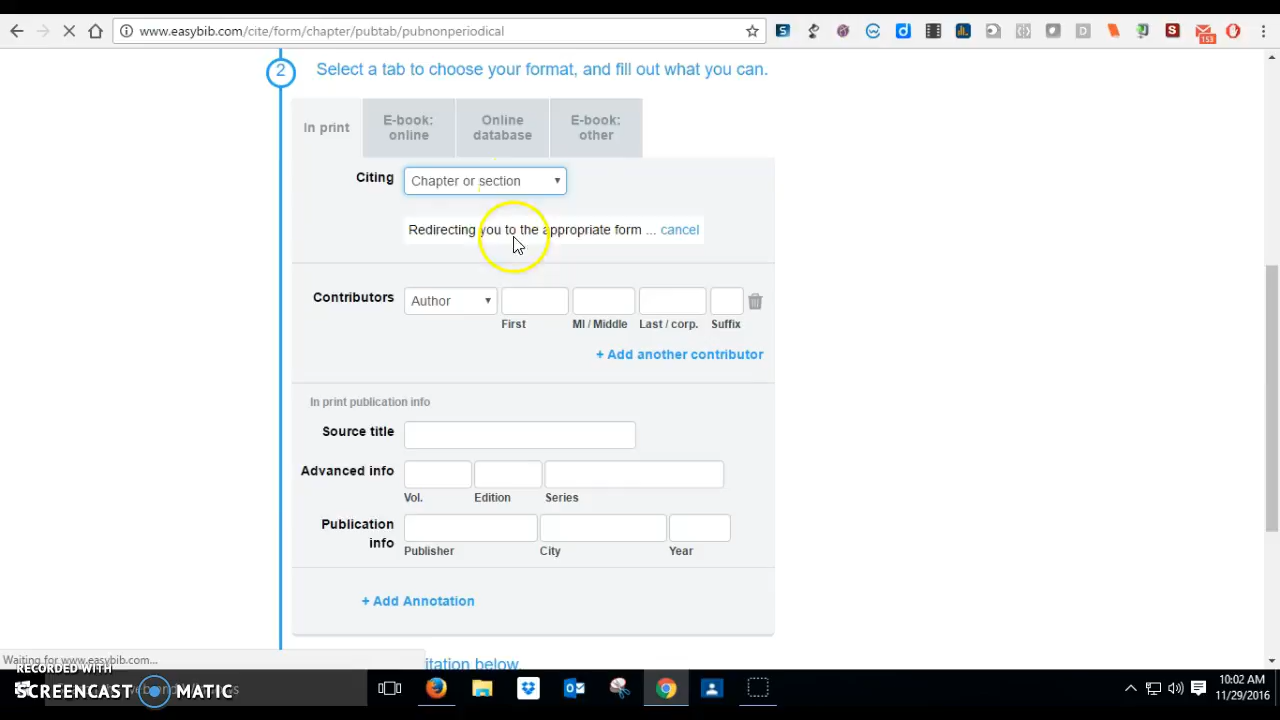 www.easybib.com/cite/form/chapter/pubtab/pubnonperiodical
153
2
Select a tab to choose your format, and fill out what you can.
In print
E-book: online
Online database
E-book: other
Citing
Chapter or section
Redirecting you to the appropriate form ... cancel
Contributors
Author
First
MI / Middle
Last / corp.
Suffix
+ Add another contributor
In print publication info
Source title
Advanced info
Vol.
Edition
Series
Publication info
Publisher
City
Year
+ Add Annotation
Waiting for www.easybib.com...
itation below.
RECORDED WITH
SCREENCAST MATIC
10:02 AM
11/29/2016